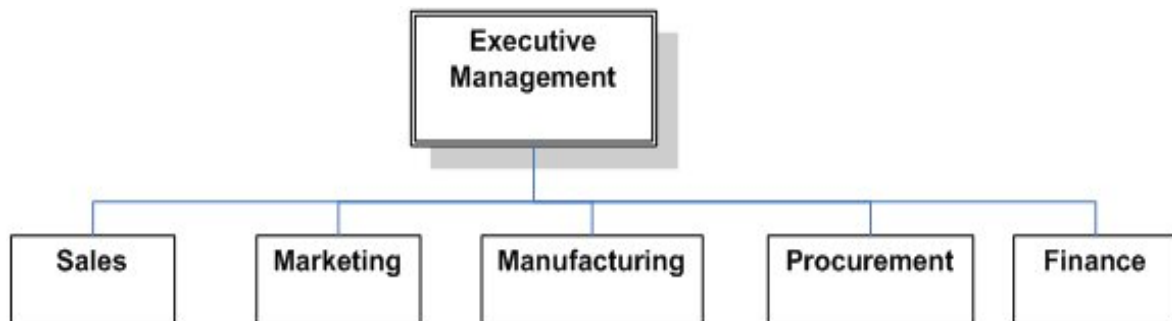 Executive
Management
Sales
Marketing
Manufacturing
Procurement
Finance